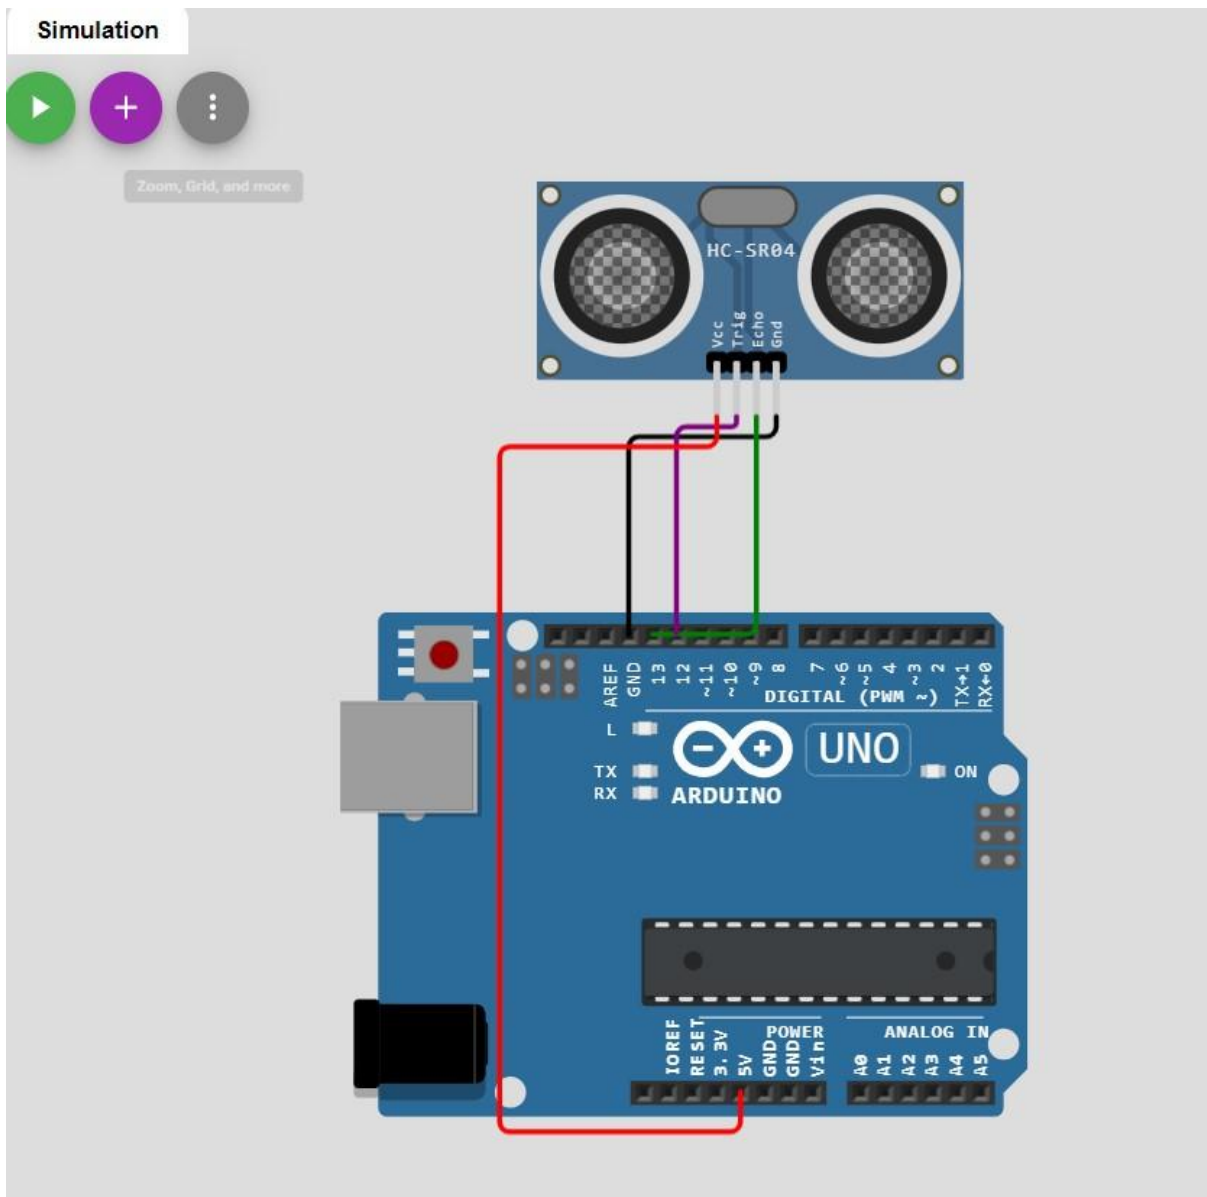 Simulation
Zoom, Grid, and more
HC-SR04
Vcc
Trig
Echo
Gnd
AREF
GND
13
12
~11
~10
~9
8
7
~6
~5
4
~3
2
TX→1
RX←0
DIGITAL (PWM ~)
L
TX
RX
ARDUINO
UNO
ON
IOREF
RESET
3.3V
5V
GND
GND
Vin
POWER
ANALOG IN
A0
A1
A2
A3
A4
A5